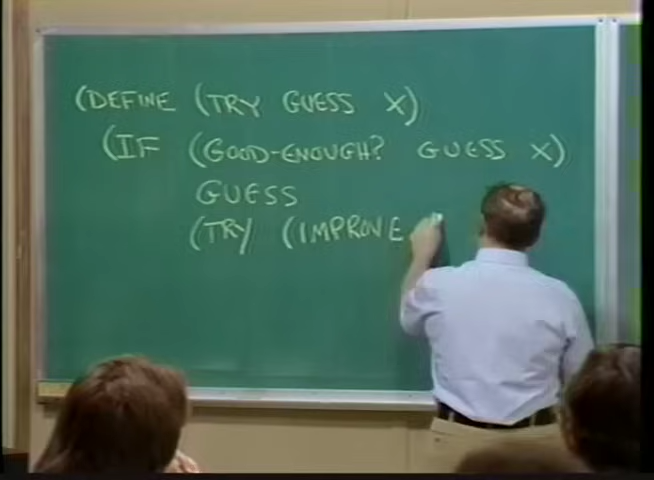 (DEFINE (TRY GUESS X)
(IF (GOOD-ENOUGH? GUESS X)
GUESS
(TRY (IMPROVE